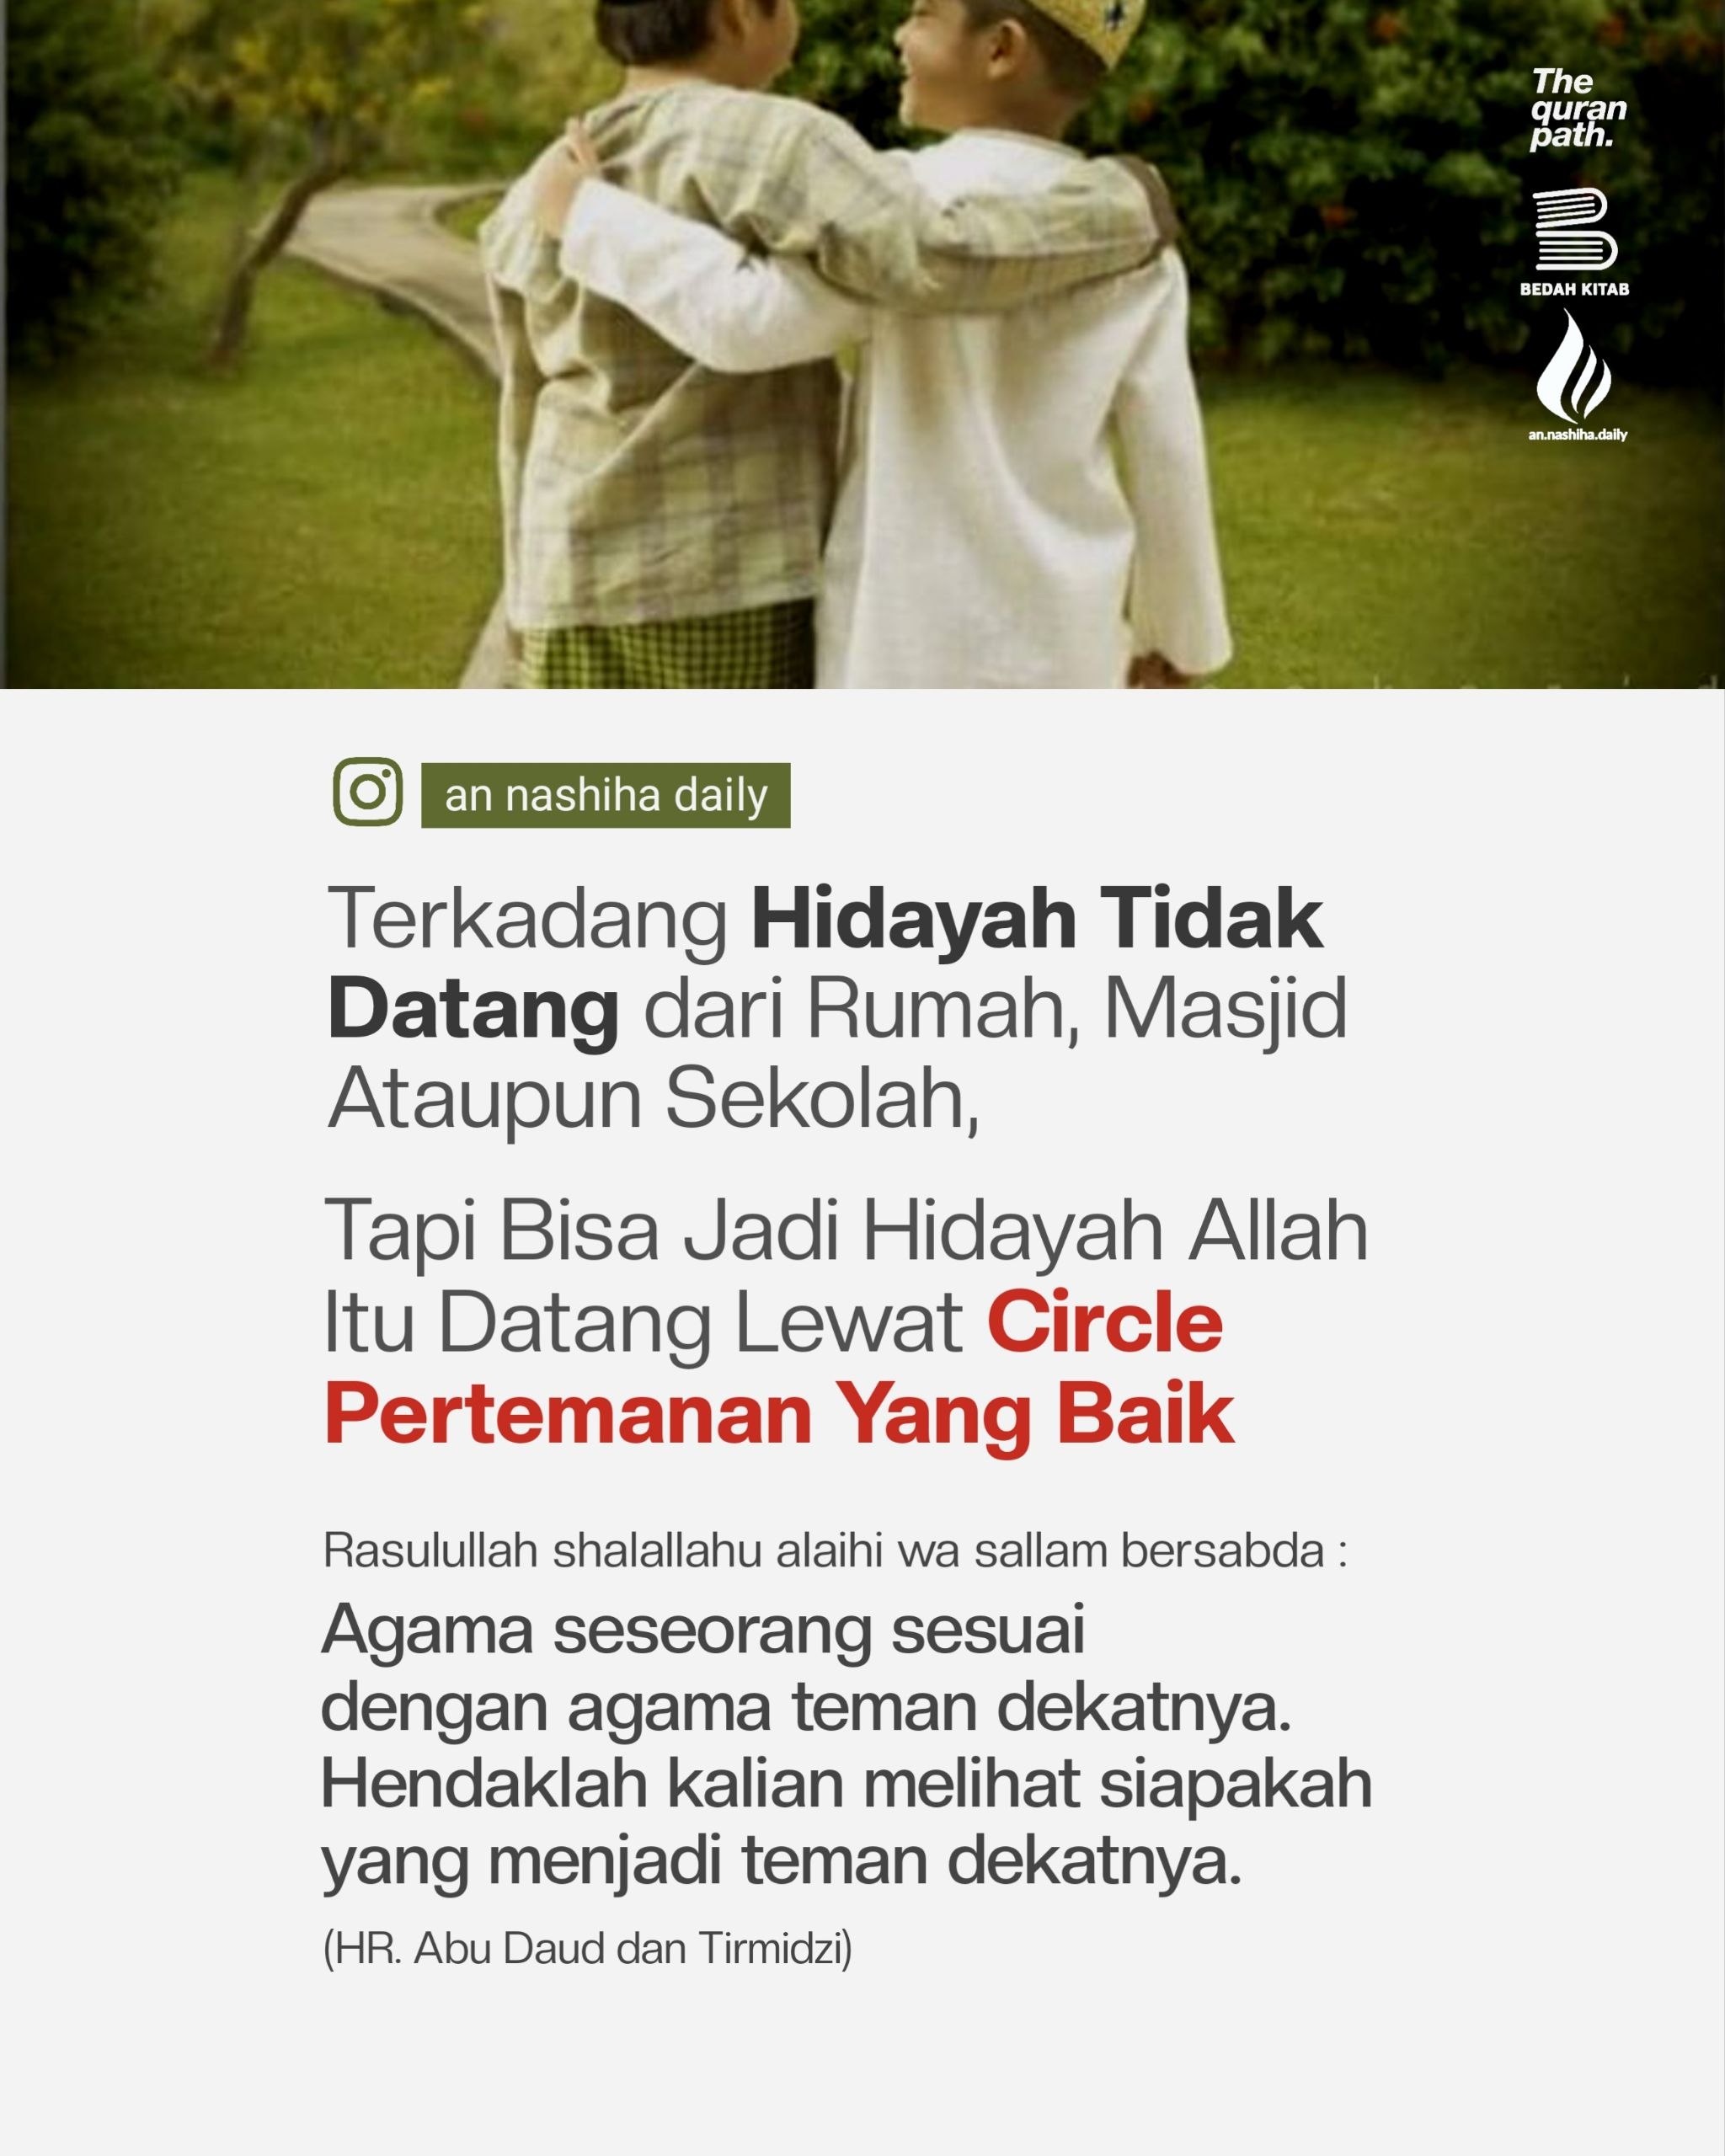 The
quran
path.
BEDAH KITAB
an.nashiha.daily
an nashiha daily
Terkadang Hidayah Tidak
Datang dari Rumah, Masjid
Ataupun Sekolah,
Tapi Bisa Jadi Hidayah Allah
Itu Datang Lewat Circle
Pertemanan Yang Baik
Rasulullah shalallahu alaihi wa sallam bersabda :
Agama seseorang sesuai
dengan agama teman dekatnya.
Hendaklah kalian melihat siapakah
yang menjadi teman dekatnya.
(HR. Abu Daud dan Tirmidzi)